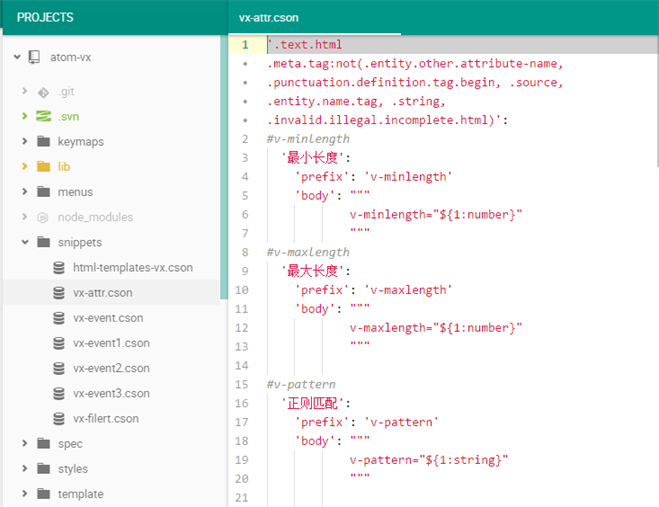 PROJECTS
atom-vx
.git
.svn
keymaps
lib
menus
node_modules
snippets
html-templates-vx.cson
vx-attr.cson
vx-event.cson
vx-event1.cson
vx-event2.cson
vx-event3.cson
vx-filert.cson
spec
styles
template
vx-attr.cson
1 '.text.html
• .meta.tag:not(.entity.other.attribute-name,
• .punctuation.definition.tag.begin, .source,
• .entity.name.tag, .string,
• .invalid.illegal.incomplete.html)':
2 #v-minlength
3 '最小长度':
4 'prefix': 'v-minlength'
5 'body': """
6 v-minlength="${1:number}"
7 """
8 #v-maxlength
9 '最大长度':
10 'prefix': 'v-maxlength'
11 'body': """
12 v-maxlength="${1:number}"
13 """
14
15 #v-pattern
16 '正则匹配':
17 'prefix': 'v-pattern'
18 'body': """
19 v-pattern="${1:string}"
20 """
21